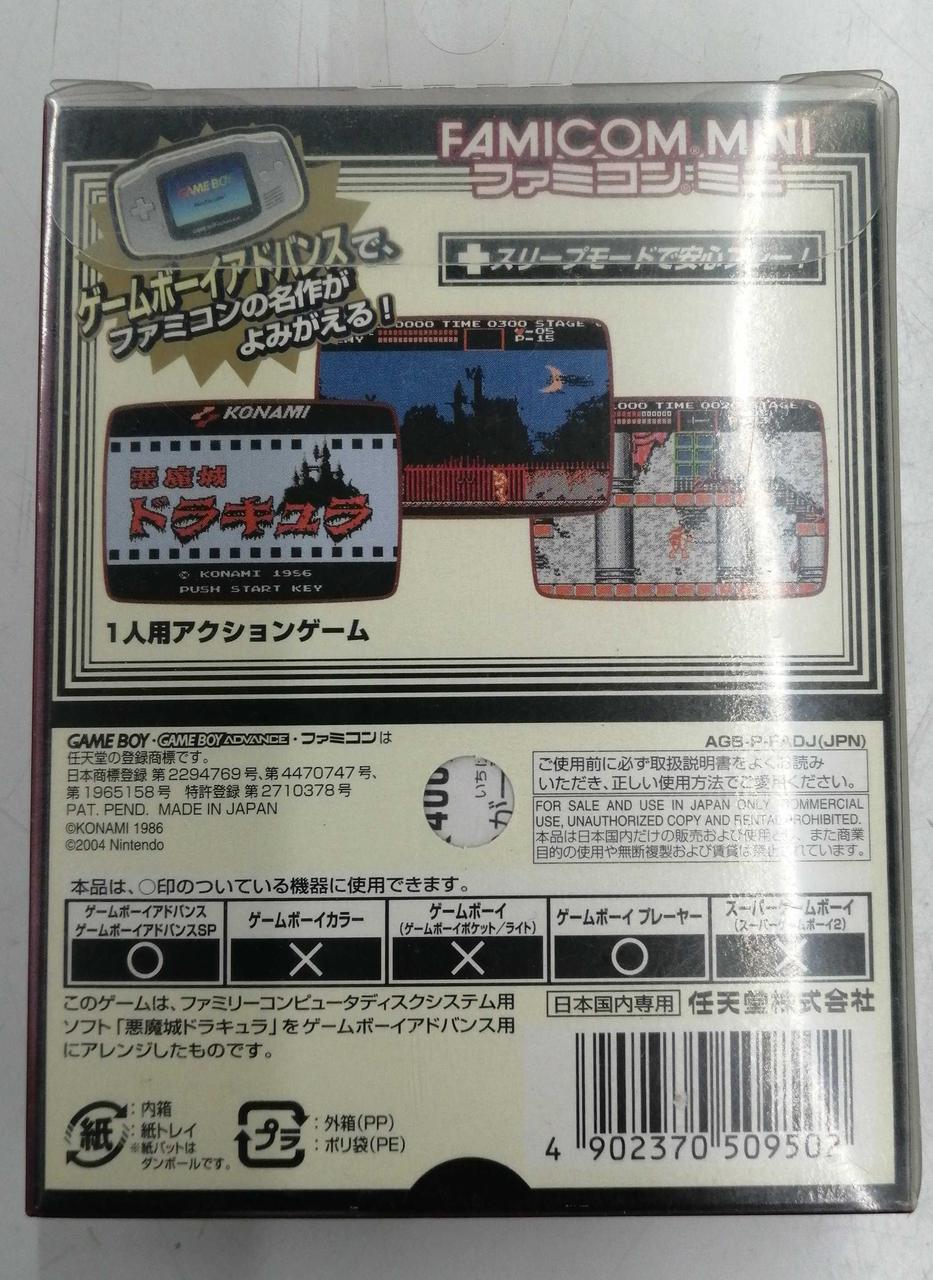 FAMICOM MINI
ファミコンミニ
GAME BOY
ゲームボーイアドバンスで、
ファミコンの名作が
よみがえる!
スリープモードで安心プレー!
0000 TIME 0300 STAGE
-05
P-15
000 TIME 00 STAGE
KONAMI
悪魔城
ドラキュラ
© KONAMI 1986
PUSH START KEY
1人用アクションゲーム
GAME BOY・GAME BOY ADVANCE・ファミコンは
任天堂の登録商標です。
日本商標登録 第2294769号、第4470747号、
第1965158号 特許登録 第2710378号
PAT. PEND. MADE IN JAPAN
©KONAMI 1986
©2004 Nintendo
AGB-P-FADJ(JPN)
ご使用前に必ず取扱説明書をよくお読み
いただき、正しい使用方法でご愛用ください。
FOR SALE AND USE IN JAPAN ONLY. COMMERCIAL
USE, UNAUTHORIZED COPY AND RENTAL PROHIBITED.
本品は日本国内だけの販売および使用とし、また商業
目的の使用や無断複製および賃貸は禁止されています。
本品は、○印のついている機器に使用できます。
ゲームボーイアドバンス
ゲームボーイアドバンスSP
○
ゲームボーイカラー
×
ゲームボーイ
(ゲームボーイポケット/ライト)
×
ゲームボーイ プレーヤー
○
スーパーゲームボーイ
(スーパーゲームボーイ2)
×
このゲームは、ファミリーコンピュータディスクシステム用
ソフト「悪魔城ドラキュラ」をゲームボーイアドバンス用
にアレンジしたものです。
日本国内専用 任天堂株式会社
紙
:内箱
:紙トレイ
※紙パットは
ダンボールです。
プラ
:外箱(PP)
:ポリ袋(PE)
4 902370 509502